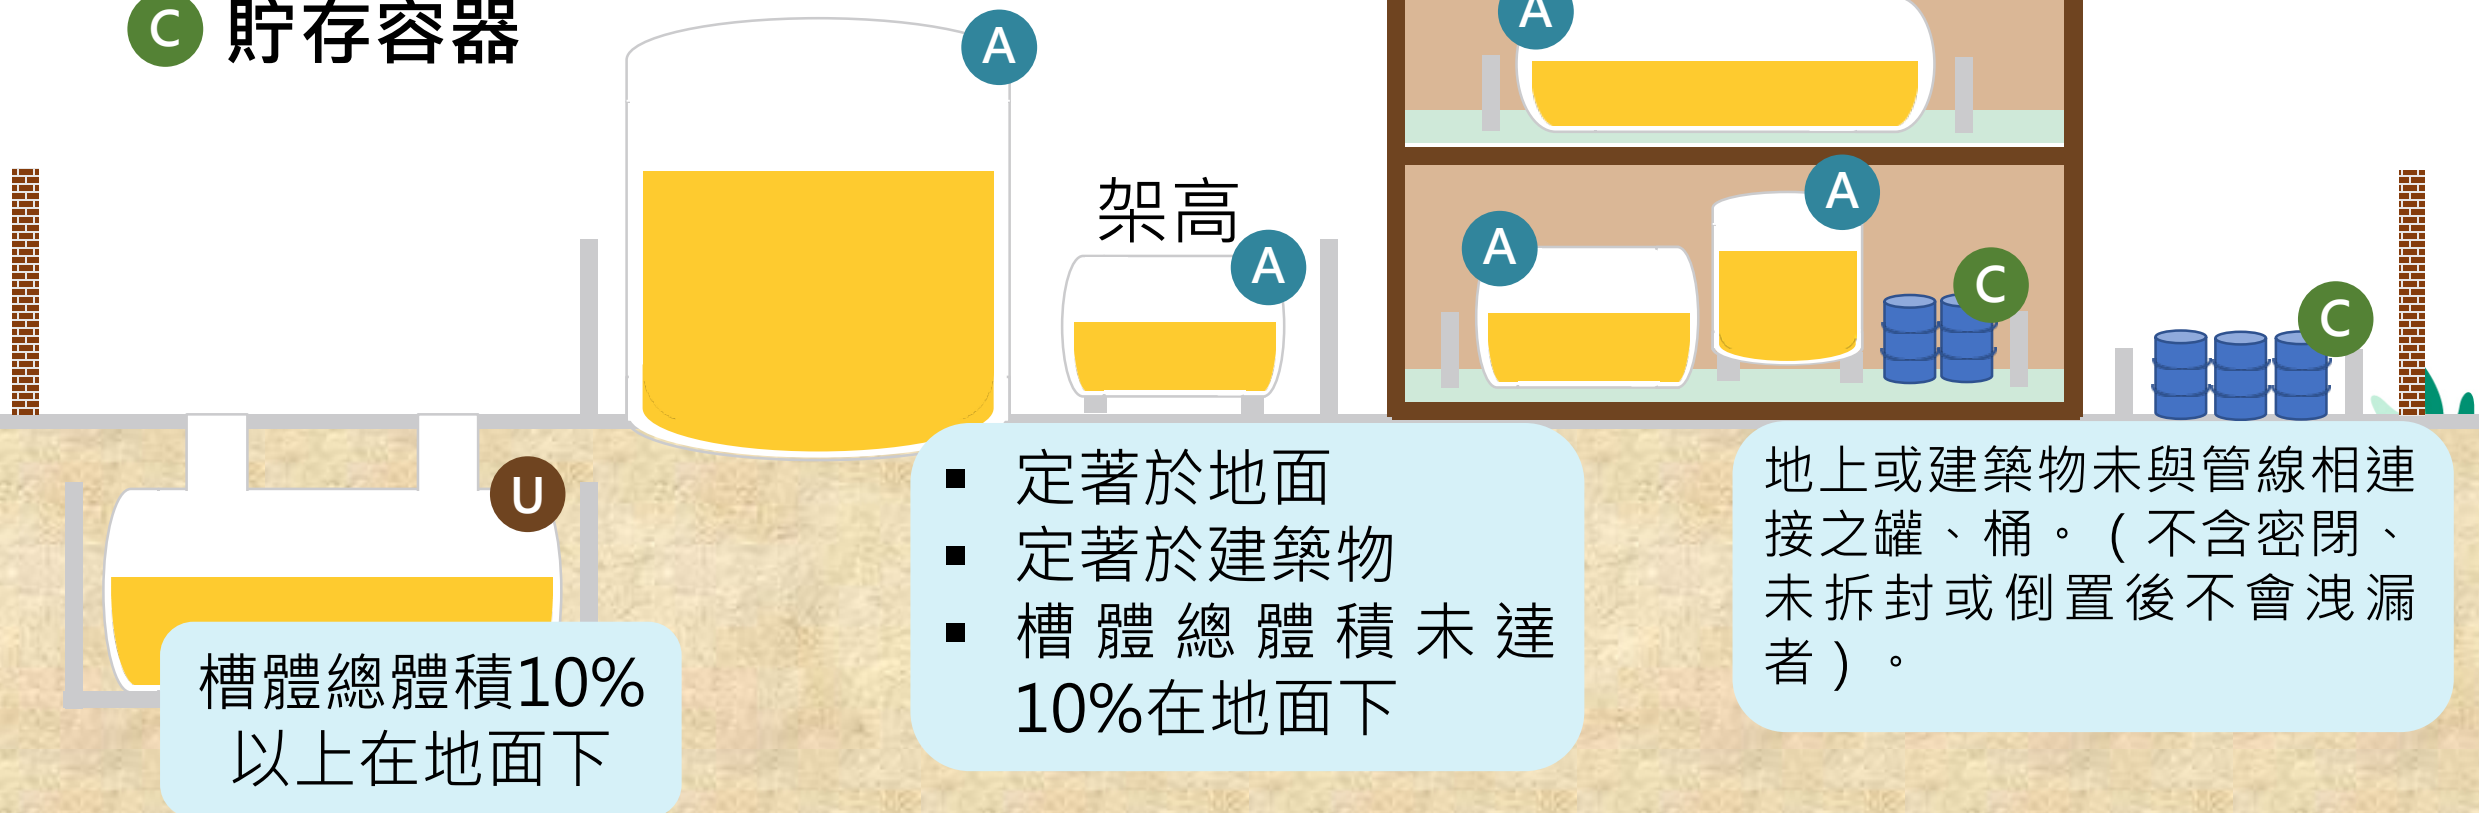 C 貯存容器
A
A
架高
A
A
A
C
C
U
槽體總體積10%
以上在地面下
▪ 定著於地面
▪ 定著於建築物
▪ 槽體總體積未達
10%在地面下
地上或建築物未與管線相連
接之罐、桶。(不含密閉、
未拆封或倒置後不會洩漏
者)。